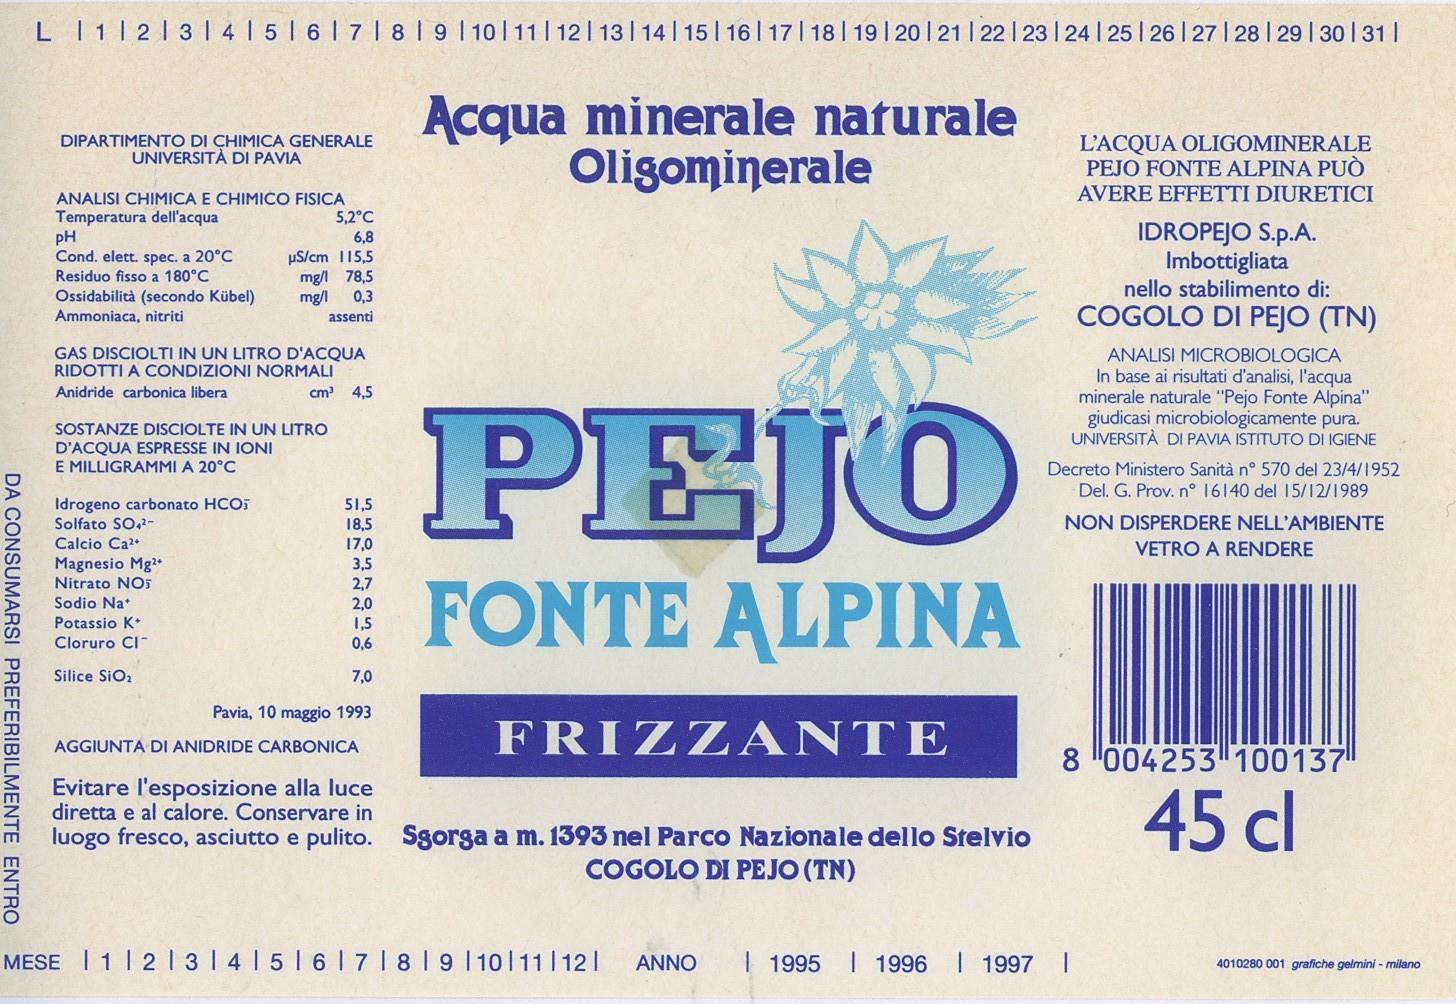 L | 1 | 2 | 3 | 4 | 5 | 6 | 7 | 8 | 9 | 10 | 11 | 12 | 13 | 14 | 15 | 16 | 17 | 18 | 19 | 20 | 21 | 22 | 23 | 24 | 25 | 26 | 27 | 28 | 29 | 30 | 31 |
DA CONSUMARSI PREFERIBILMENTE ENTRO
DIPARTIMENTO DI CHIMICA GENERALE
UNIVERSITÀ DI PAVIA
ANALISI CHIMICA E CHIMICO FISICA
Temperatura dell'acqua 5,2°C
pH 6,8
Cond. elett. spec. a 20°C µS/cm 115,5
Residuo fisso a 180°C mg/l 78,5
Ossidabilità (secondo Kübel) mg/l 0,3
Ammoniaca, nitriti assenti
GAS DISCIOLTI IN UN LITRO D'ACQUA
RIDOTTI A CONDIZIONI NORMALI
Anidride carbonica libera cm³ 4,5
SOSTANZE DISCIOLTE IN UN LITRO
D'ACQUA ESPRESSE IN IONI
E MILLIGRAMMI A 20°C
Idrogeno carbonato HCO₃⁻ 51,5
Solfato SO₄²⁻ 18,5
Calcio Ca²⁺ 17,0
Magnesio Mg²⁺ 3,5
Nitrato NO₃⁻ 2,7
Sodio Na⁺ 2,0
Potassio K⁺ 1,5
Cloruro Cl⁻ 0,6
Silice SiO₂ 7,0
Pavia, 10 maggio 1993
AGGIUNTA DI ANIDRIDE CARBONICA
Evitare l'esposizione alla luce
diretta e al calore. Conservare in
luogo fresco, asciutto e pulito.
Acqua minerale naturale
Oligominerale
PEJO
FONTE ALPINA
FRIZZANTE
Sgorga a m. 1393 nel Parco Nazionale dello Stelvio
COGOLO DI PEJO (TN)
L'ACQUA OLIGOMINERALE
PEJO FONTE ALPINA PUÒ
AVERE EFFETTI DIURETICI
IDROPEJO S.p.A.
Imbottigliata
nello stabilimento di:
COGOLO DI PEJO (TN)
ANALISI MICROBIOLOGICA
In base ai risultati d'analisi, l'acqua
minerale naturale "Pejo Fonte Alpina"
giudicasi microbiologicamente pura.
UNIVERSITÀ DI PAVIA ISTITUTO DI IGIENE
Decreto Ministero Sanità n° 570 del 23/4/1952
Del. G. Prov. n° 16140 del 15/12/1989
NON DISPERDERE NELL'AMBIENTE
VETRO A RENDERE
8 004253 100137
45 cl
MESE | 1 | 2 | 3 | 4 | 5 | 6 | 7 | 8 | 9 | 10 | 11 | 12 | ANNO | 1995 | 1996 | 1997 |
4010280 001 grafiche gelmini - milano